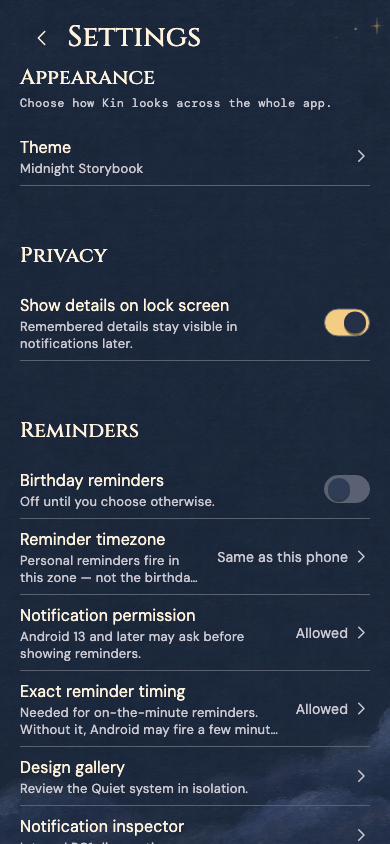 Settings
Appearance
Choose how Kin looks across the whole app.
Theme
Midnight Storybook
Privacy
Show details on lock screen
Remembered details stay visible in
notifications later.
Reminders
Birthday reminders
Off until you choose otherwise.
Reminder timezone
Personal reminders fire in
this zone — not the birthda…
Same as this phone
Notification permission
Android 13 and later may ask before
showing reminders.
Allowed
Exact reminder timing
Needed for on-the-minute reminders.
Without it, Android may fire a few minut…
Allowed
Design gallery
Review the Quiet system in isolation.
Notification inspector